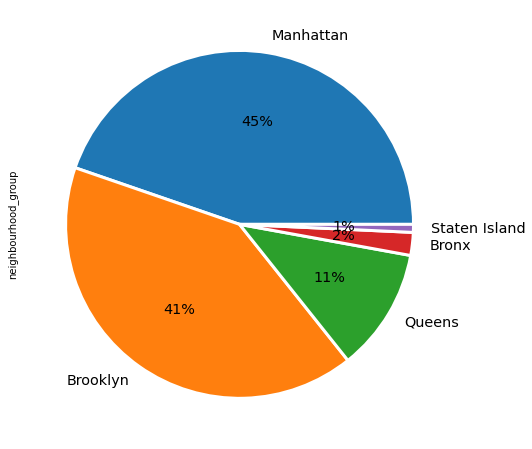 Manhattan
45%
neighbourhood_group
1%
Staten Island
2%
Bronx
11%
41%
Queens
Brooklyn